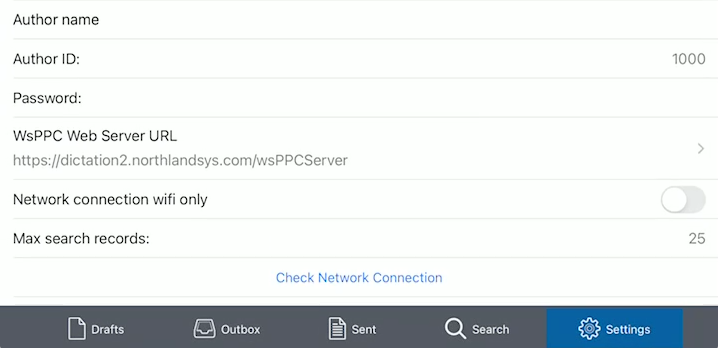 Author name
Author ID: 1000
Password:
WsPPC Web Server URL
https://dictation2.northlandsys.com/wsPPCServer
Network connection wifi only
Max search records: 25
Check Network Connection
Drafts Outbox Sent Search Settings